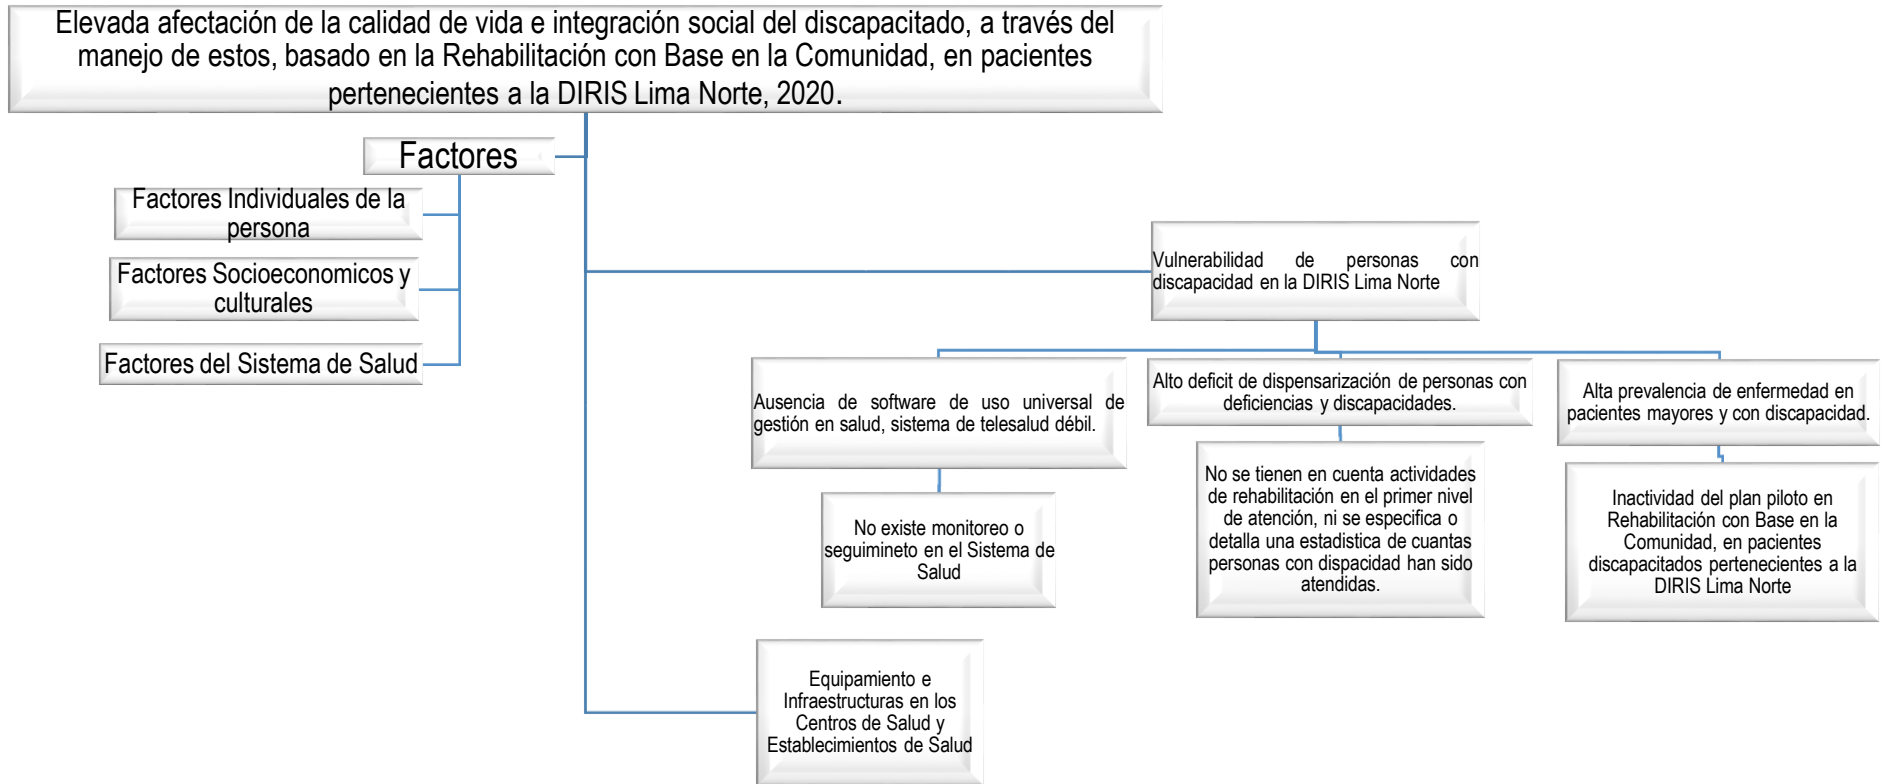 Elevada afectación de la calidad de vida e integración social del discapacitado, a través del
manejo de estos, basado en la Rehabilitación con Base en la Comunidad, en pacientes
pertenecientes a la DIRIS Lima Norte, 2020.
Factores
Factores Individuales de la
persona
Factores Socioeconomicos y
culturales
Factores del Sistema de Salud
Vulnerabilidad de personas con
discapacidad en la DIRIS Lima Norte
Ausencia de software de uso universal de
gestión en salud, sistema de telesalud débil.
No existe monitoreo o
seguimineto en el Sistema de
Salud
Alto deficit de dispensarización de personas con
deficiencias y discapacidades.
No se tienen en cuenta actividades
de rehabilitación en el primer nivel
de atención, ni se especifica o
detalla una estadistica de cuantas
personas con dispacidad han sido
atendidas.
Alta prevalencia de enfermedad en
pacientes mayores y con discapacidad.
Inactividad del plan piloto en
Rehabilitación con Base en la
Comunidad, en pacientes
discapacitados pertenecientes a la
DIRIS Lima Norte
Equipamiento e
Infraestructuras en los
Centros de Salud y
Establecimientos de Salud